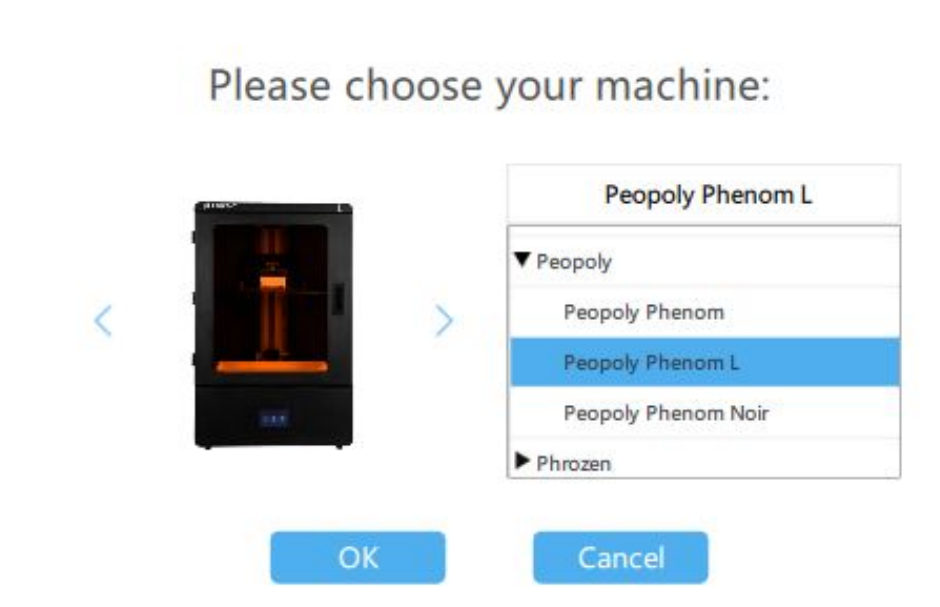 Please choose your machine:
Peopoly Phenom L
Peopoly
Peopoly Phenom
Peopoly Phenom L
Peopoly Phenom Noir
Phrozen
OK
Cancel